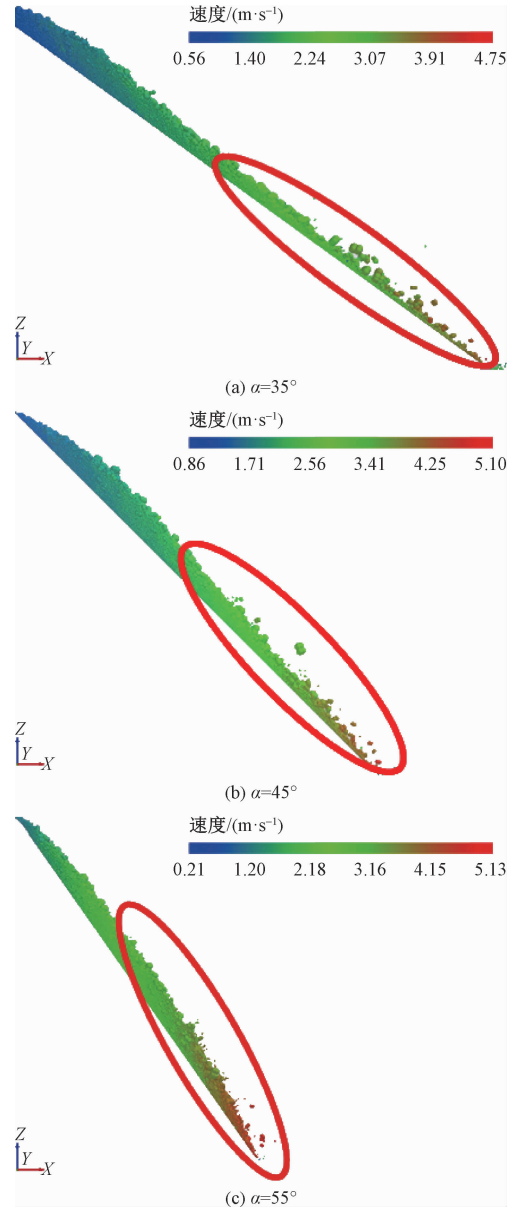 速度/(m·s⁻¹)
0.56 1.40 2.24 3.07 3.91 4.75
Z
Y X
(a) α=35°
速度/(m·s⁻¹)
0.86 1.71 2.56 3.41 4.25 5.10
Z
Y X
(b) α=45°
速度/(m·s⁻¹)
0.21 1.20 2.18 3.16 4.15 5.13
Z
Y X
(c) α=55°